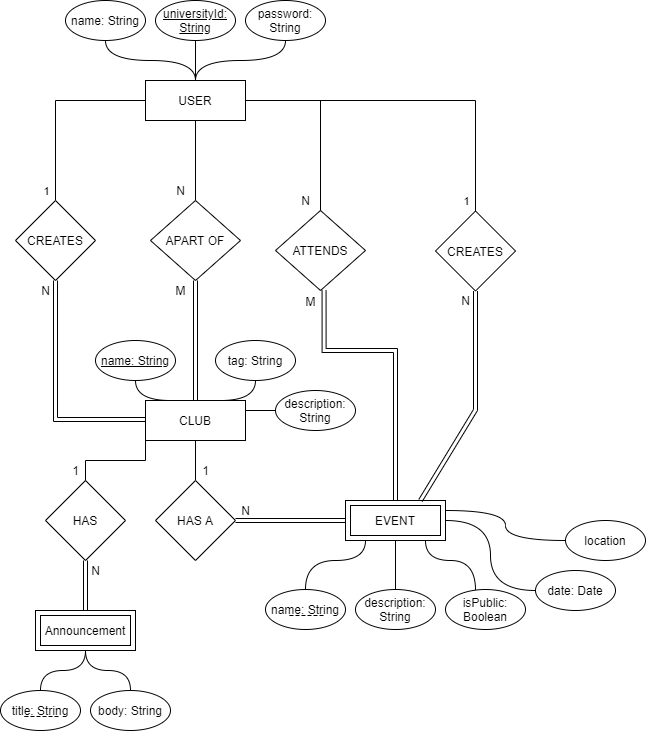 name: String
universityId:
String
password:
String
USER
1
N
N
1
CREATES
APART OF
ATTENDS
CREATES
N
M
M
N
name: String
tag: String
description:
String
CLUB
1
1
HAS
HAS A
N
EVENT
location
N
date: Date
name: String
description:
String
isPublic:
Boolean
Announcement
title: String
body: String